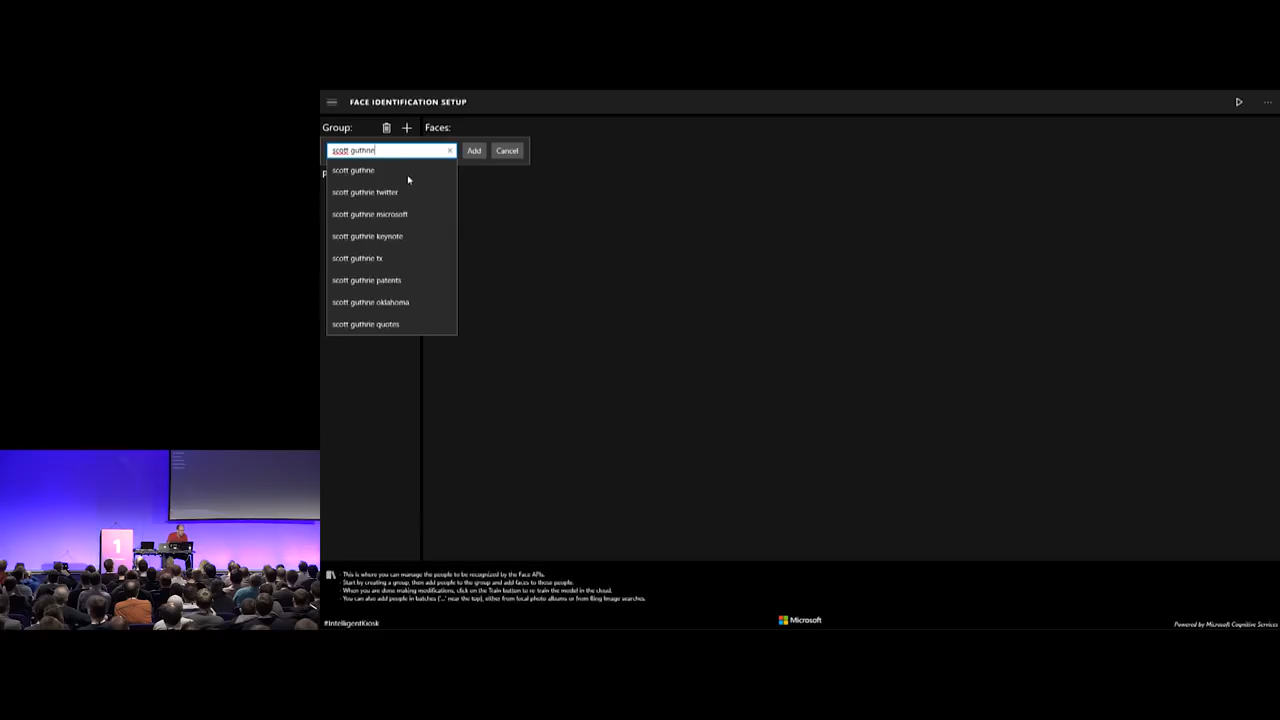 FACE IDENTIFICATION SETUP
Group:
Faces:
scott guthrie
Add
Cancel
scott guthrie
scott guthrie twitter
scott guthrie microsoft
scott guthrie keynote
scott guthrie tx
scott guthrie patents
scott guthrie oklahoma
scott guthrie quotes
- This is where you can manage the people to be recognized by the Face APIs.
- Start by creating a group, then add people to the group and add faces to those people.
- When you are done making modifications, click on the Train button to re-train the model in the cloud.
- You can also add people in batches ('...' near the top), either from local photo albums or from Bing Image searches.
#IntelligentKiosk
Microsoft
Powered by Microsoft Cognitive Services
1